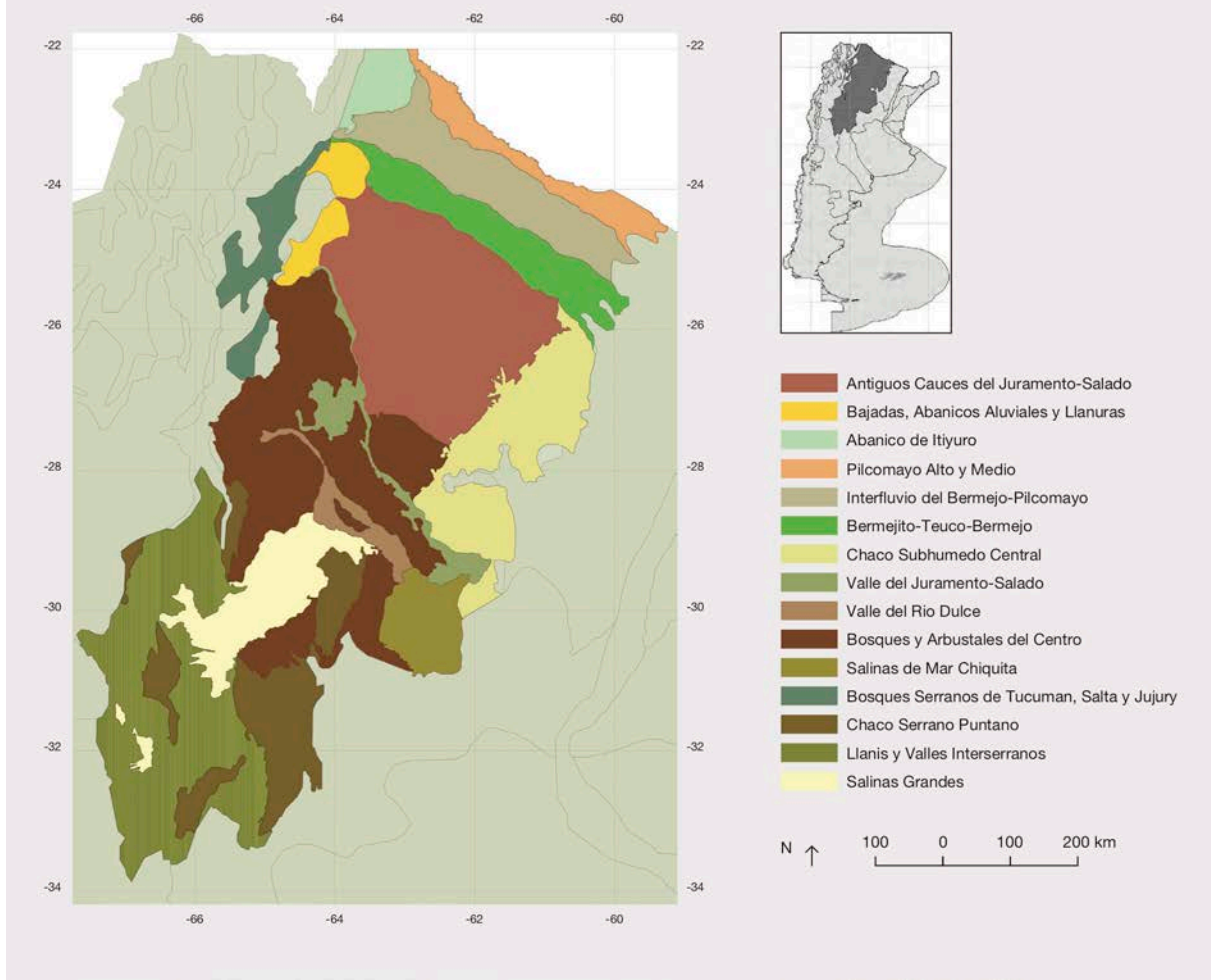 -66
-64
-62
-60
-22
-22
-24
-24
-26
-26
-28
-28
-30
-30
-32
-32
-34
-34
-66
-64
-62
-60
Antiguos Cauces del Juramento-Salado
Bajadas, Abanicos Aluviales y Llanuras
Abanico de Itiyuro
Pilcomayo Alto y Medio
Interfluvio del Bermejo-Pilcomayo
Bermejito-Teuco-Bermejo
Chaco Subhumedo Central
Valle del Juramento-Salado
Valle del Rio Dulce
Bosques y Arbustales del Centro
Salinas de Mar Chiquita
Bosques Serranos de Tucuman, Salta y Jujury
Chaco Serrano Puntano
Llanis y Valles Interserranos
Salinas Grandes
N
100 0 100 200 km